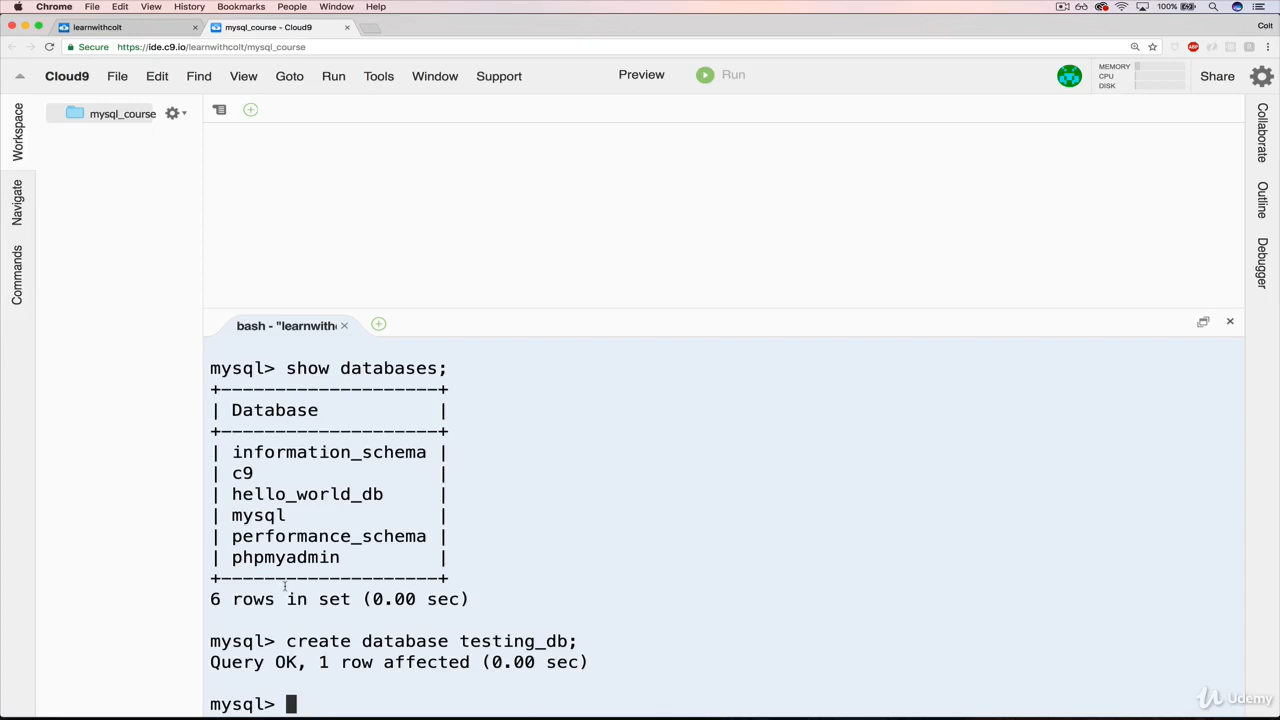 Chrome File Edit View History Bookmarks People Window Help 100%
learnwithcolt mysql_course - Cloud9 Colt
Secure https://ide.c9.io/learnwithcolt/mysql_course
Cloud9 File Edit Find View Goto Run Tools Window Support Preview Run MEMORY CPU DISK Share
Workspace
Navigate
Commands
mysql_course
Collaborate
Outline
Debugger
bash - "learnwith
mysql> show databases;
+--------------------+
| Database           |
+--------------------+
| information_schema |
| c9                 |
| hello_world_db     |
| mysql              |
| performance_schema |
| phpmyadmin         |
+--------------------+
6 rows in set (0.00 sec)
mysql> create database testing_db;
Query OK, 1 row affected (0.00 sec)
mysql>
Udemy